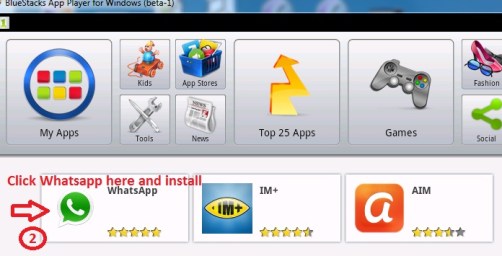 BlueStacks App Player for Windows (beta-1)
Kids
App Stores
Fashion
My Apps
Tools
News
Top 25 Apps
Games
Social
Click Whatsapp here and install
WhatsApp
IM+
AIM
IM+
a
2